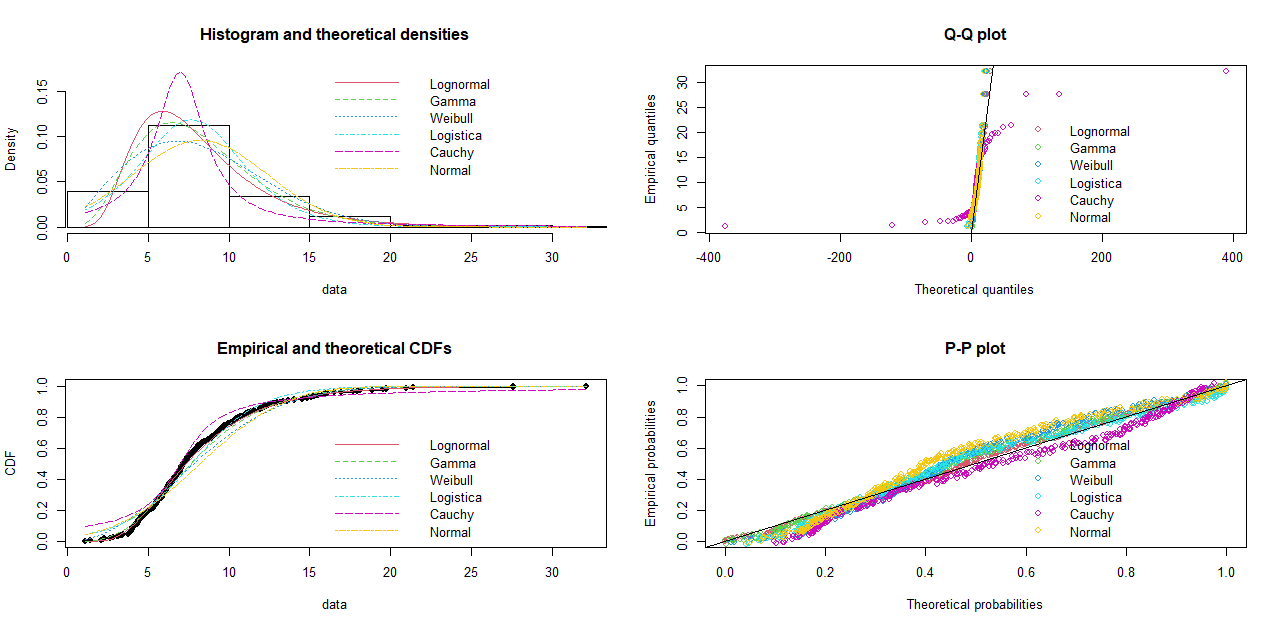 Histogram and theoretical densities
Density
0.00 0.05 0.10 0.15
Lognormal
Gamma
Weibull
Logistica
Cauchy
Normal
0 5 10 15 20 25 30
data
Q-Q plot
Empirical quantiles
0 5 10 15 20 25 30
Lognormal
Gamma
Weibull
Logistica
Cauchy
Normal
-400 -200 0 200 400
Theoretical quantiles
Empirical and theoretical CDFs
CDF
0.0 0.2 0.4 0.6 0.8 1.0
Lognormal
Gamma
Weibull
Logistica
Cauchy
Normal
0 5 10 15 20 25 30
data
P-P plot
Empirical probabilities
0.0 0.2 0.4 0.6 0.8 1.0
Lognormal
Gamma
Weibull
Logistica
Cauchy
Normal
0.0 0.2 0.4 0.6 0.8 1.0
Theoretical probabilities